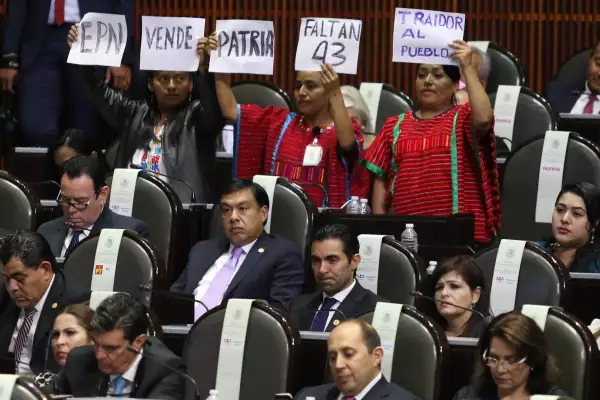 EPN
VENDE
PATRIA
FALTAN
43
TRAIDOR
AL
PUEBLO